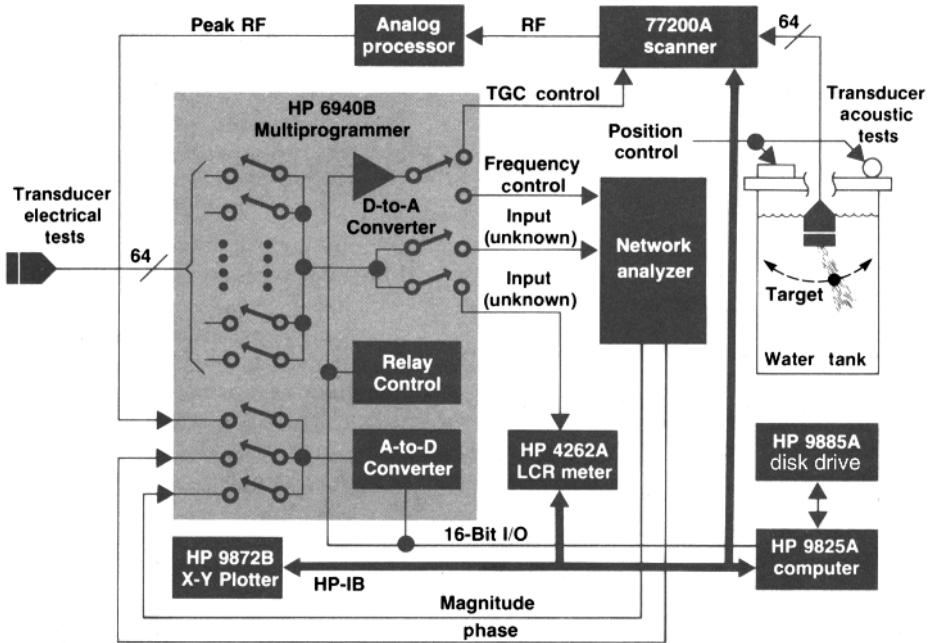 Peak RF
Analog
processor
RF
77200A
scanner
64
TGC control
Transducer
acoustic
tests
HP 6940B
Multiprogrammer
Position
control
Frequency
control
Transducer
electrical
tests
64
D-to-A
Converter
Input
(unknown)
Network
analyzer
Input
(unknown)
Target
Water tank
Relay
Control
A-to-D
Converter
HP 4262A
LCR meter
HP 9885A
disk drive
16-Bit I/O
HP 9872B
X-Y Plotter
HP-IB
HP 9825A
computer
Magnitude
phase